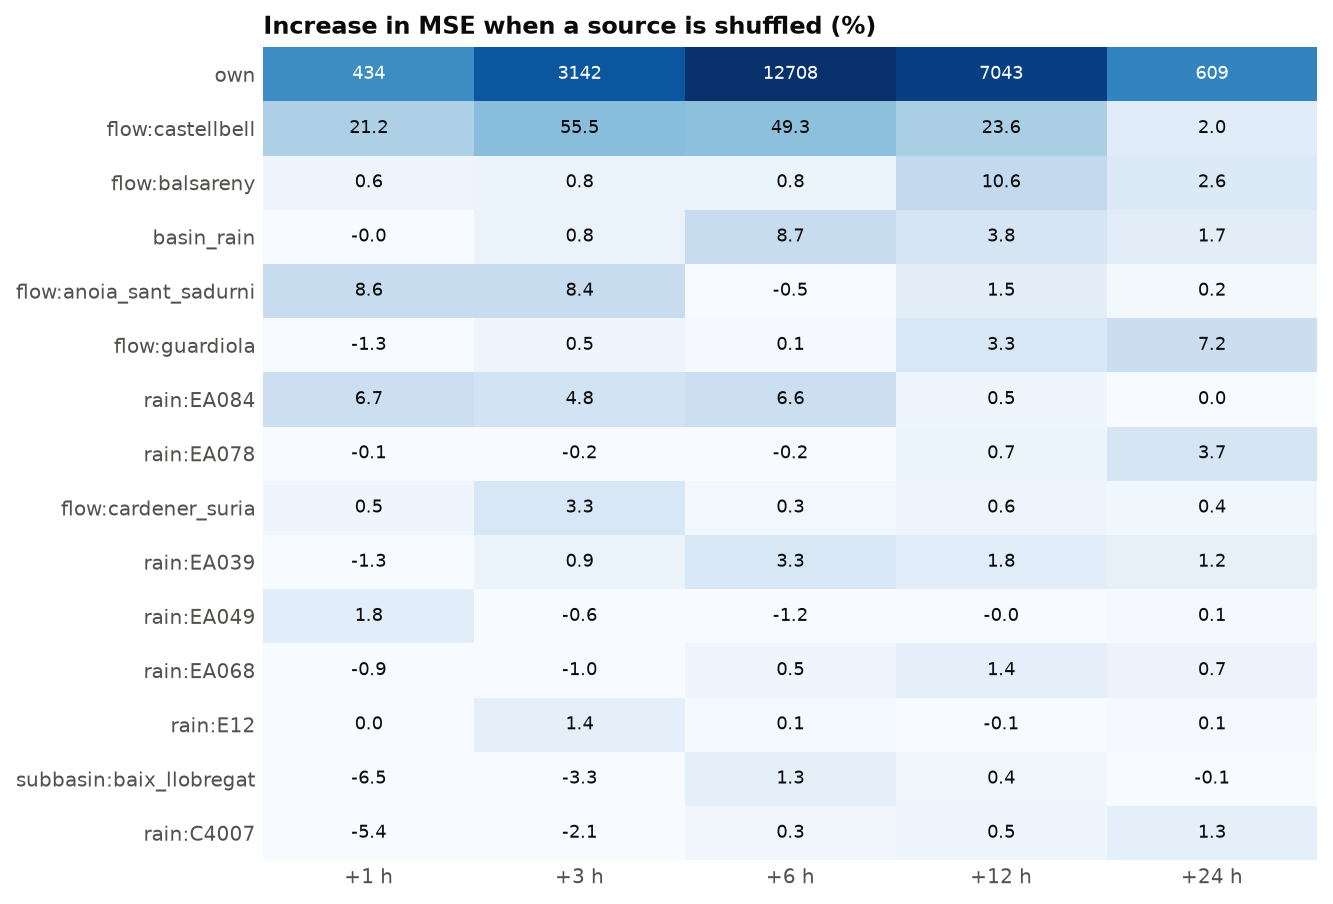 Increase in MSE when a source is shuffled (%)
own 434 3142 12708 7043 609
flow:castellbell 21.2 55.5 49.3 23.6 2.0
flow:balsareny 0.6 0.8 0.8 10.6 2.6
basin_rain -0.0 0.8 8.7 3.8 1.7
flow:anoia_sant_sadurni 8.6 8.4 -0.5 1.5 0.2
flow:guardiola -1.3 0.5 0.1 3.3 7.2
rain:EA084 6.7 4.8 6.6 0.5 0.0
rain:EA078 -0.1 -0.2 -0.2 0.7 3.7
flow:cardener_suria 0.5 3.3 0.3 0.6 0.4
rain:EA039 -1.3 0.9 3.3 1.8 1.2
rain:EA049 1.8 -0.6 -1.2 -0.0 0.1
rain:EA068 -0.9 -1.0 0.5 1.4 0.7
rain:E12 0.0 1.4 0.1 -0.1 0.1
subbasin:baix_llobregat -6.5 -3.3 1.3 0.4 -0.1
rain:C4007 -5.4 -2.1 0.3 0.5 1.3
+1 h +3 h +6 h +12 h +24 h